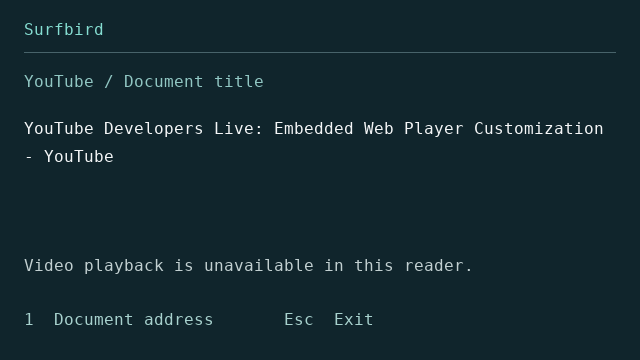 Surfbird
YouTube / Document title
YouTube Developers Live: Embedded Web Player Customization
- YouTube
Video playback is unavailable in this reader.
1  Document address       Esc  Exit